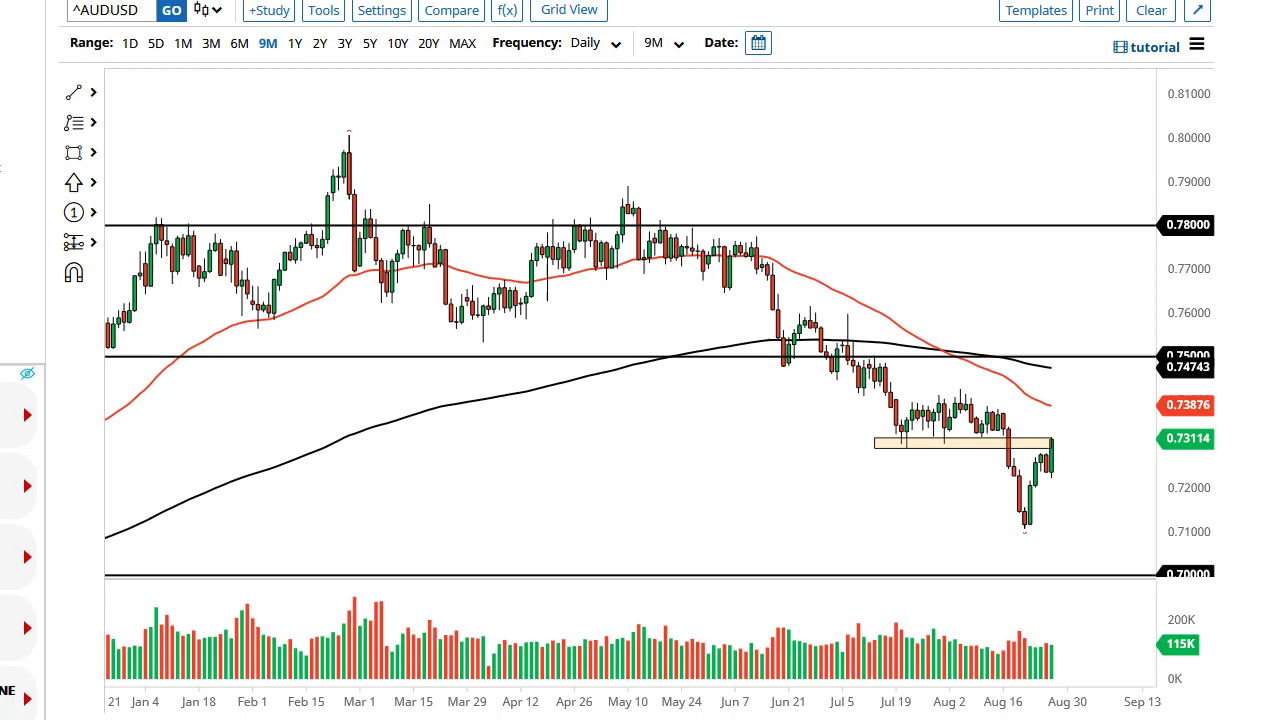 ^AUDUSD GO +Study Tools Settings Compare f(x) Grid View Templates Print Clear
Range: 1D 5D 1M 3M 6M 9M 1Y 2Y 3Y 5Y 10Y 20Y MAX Frequency: Daily 9M Date: tutorial
0.81000
0.80000
0.79000
0.78000
0.77000
0.76000
0.75000
0.74743
0.73876
0.73114
0.72000
0.71000
0.70000
1
200K
115K
0K
NE
21 Jan 4 Jan 18 Feb 1 Feb 15 Mar 1 Mar 15 Mar 29 Apr 12 Apr 26 May 10 May 24 Jun 7 Jun 21 Jul 5 Jul 19 Aug 2 Aug 16 Aug 30 Sep 13